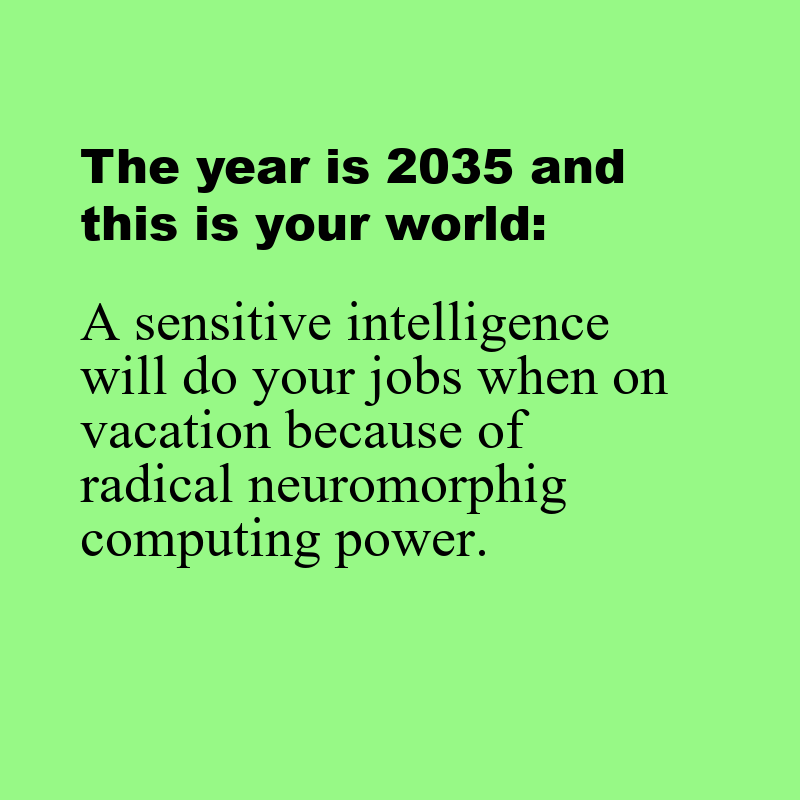 The year is 2035 and
this is your world:
A sensitive intelligence
will do your jobs when on
vacation because of
radical neuromorphig
computing power.